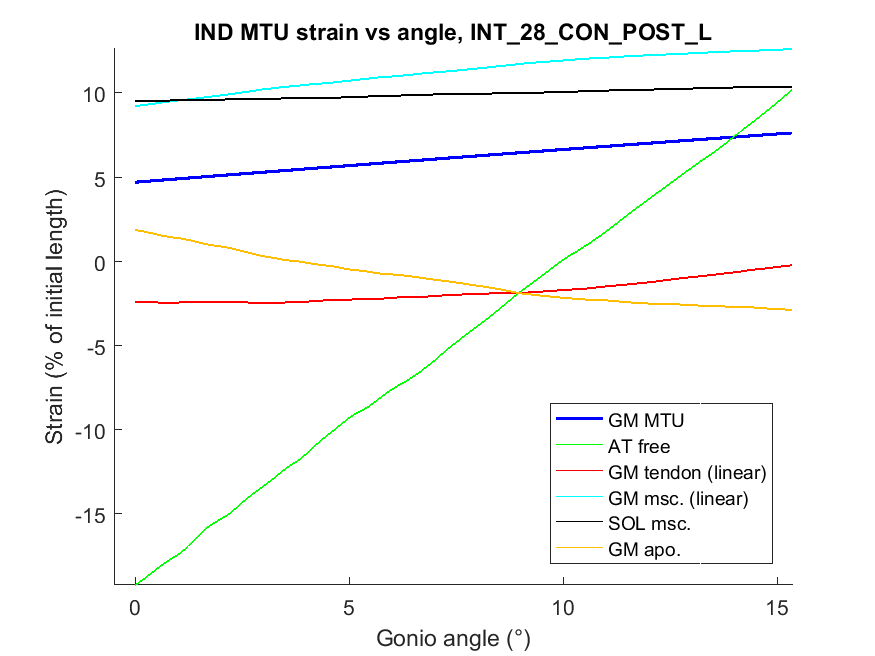 IND MTU strain vs angle, INT_28_CON_POST_L
Strain (% of initial length)
10
5
0
-5
-10
-15
0
5
10
15
Gonio angle (°)
GM MTU
AT free
GM tendon (linear)
GM msc. (linear)
SOL msc.
GM apo.